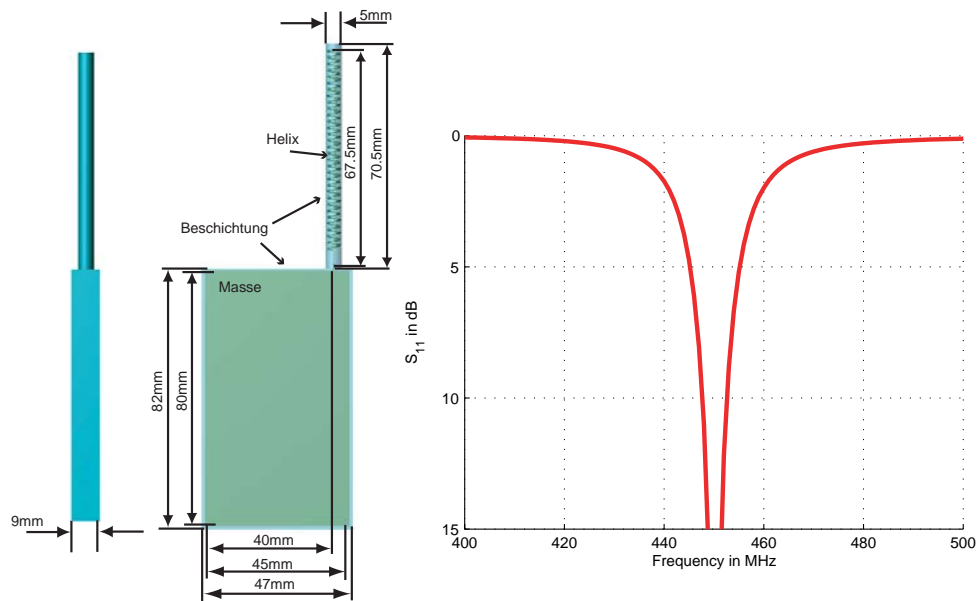 5mm
Helix
67.5mm
70.5mm
Beschichtung
Masse
82mm
80mm
9mm
40mm
45mm
47mm
0
5
10
15
S11 in dB
400
420
440
460
480
500
Frequency in MHz